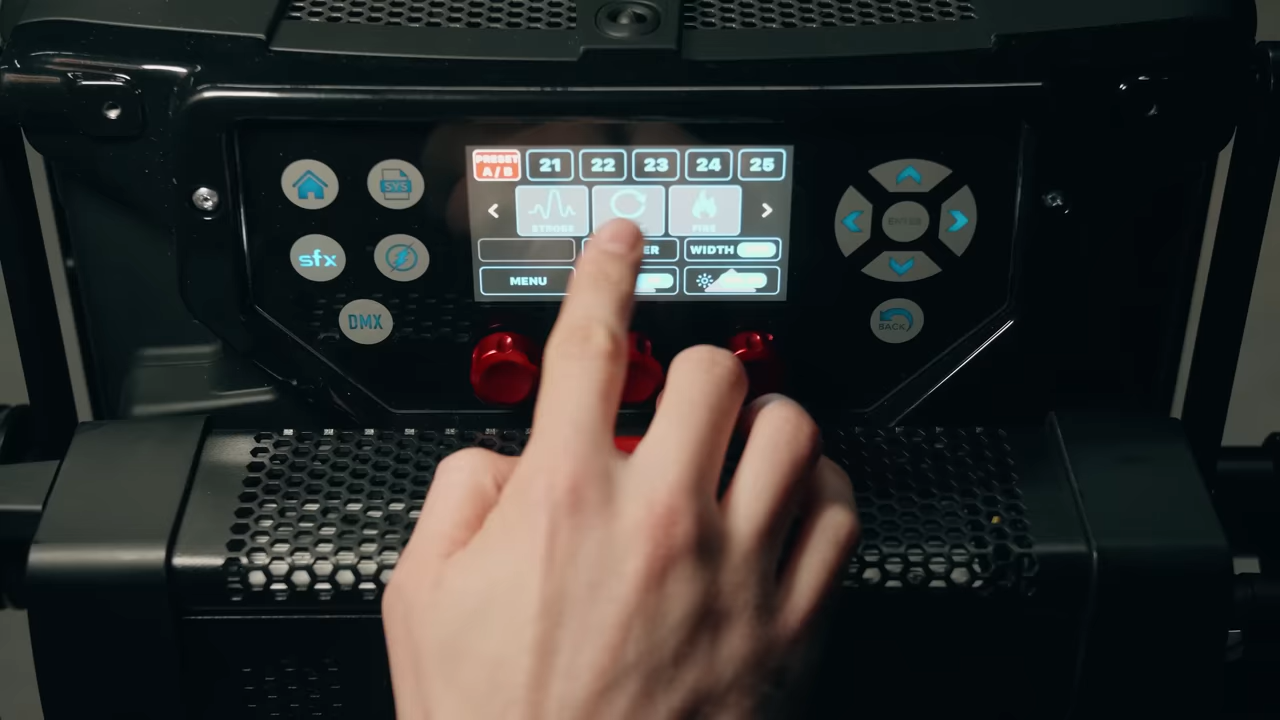 PRESET
A / B
21
22
23
24
25
STROBE
FIRE
WIDTH
MENU
SYS
sfx
DMX
ENTER
BACK